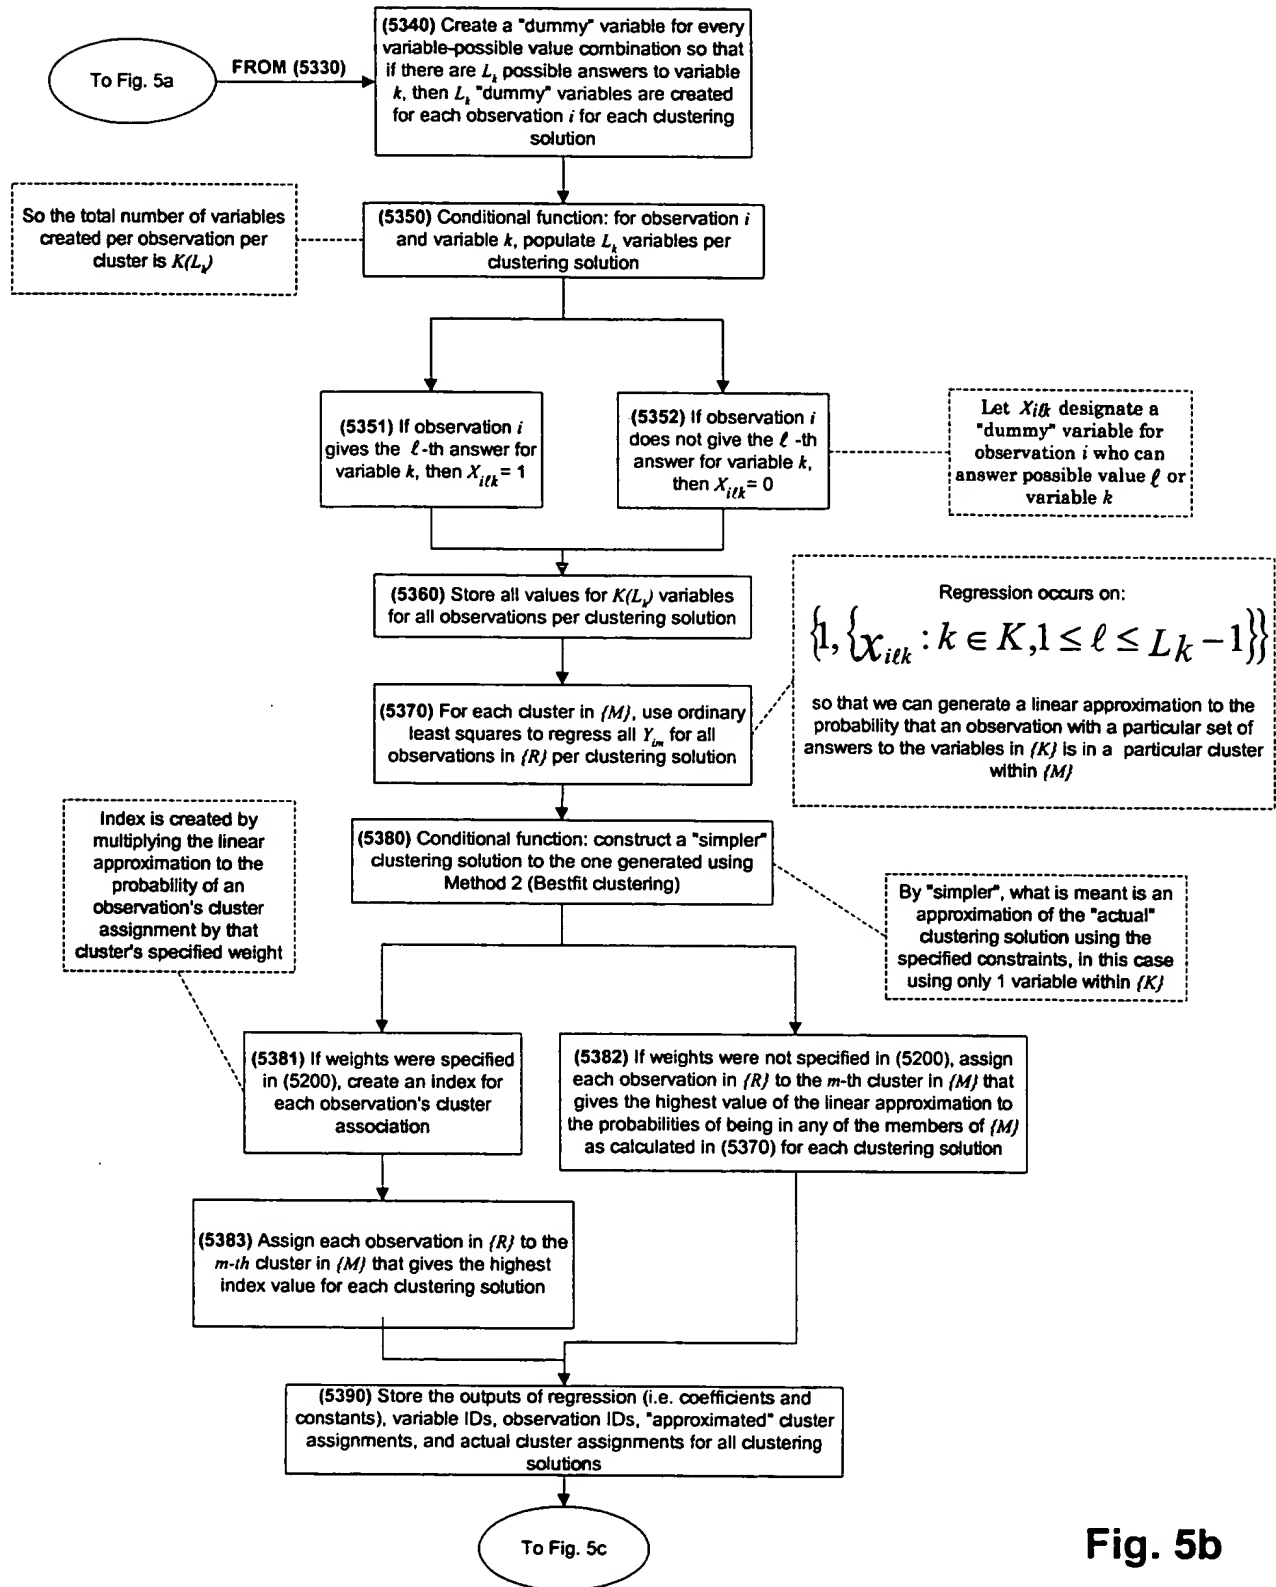 To Fig. 5a
FROM (5330)
(5340) Create a "dummy" variable for every
variable-possible value combination so that
if there are Lₖ possible answers to variable
k, then Lₖ "dummy" variables are created
for each observation i for each clustering
solution
So the total number of variables
created per observation per
cluster is K(Lₖ)
(5350) Conditional function: for observation i
and variable k, populate Lₖ variables per
clustering solution
(5351) If observation i
gives the ℓ-th answer for
variable k, then Xᵢℓₖ = 1
(5352) If observation i
does not give the ℓ -th
answer for variable k,
then Xᵢℓₖ = 0
Let Xᵢℓₖ designate a
"dummy" variable for
observation i who can
answer possible value ℓ or
variable k
(5360) Store all values for K(Lₖ) variables
for all observations per clustering solution
Regression occurs on:
{1, {xᵢℓₖ : k ∈ K, 1 ≤ ℓ ≤ Lₖ − 1}}
so that we can generate a linear approximation to the
probability that an observation with a particular set of
answers to the variables in {K} is in a particular cluster
within {M}
(5370) For each cluster in {M}, use ordinary
least squares to regress all Yᵢₘ for all
observations in {R} per clustering solution
Index is created by
multiplying the linear
approximation to the
probability of an
observation's cluster
assignment by that
cluster's specified weight
(5380) Conditional function: construct a "simpler"
clustering solution to the one generated using
Method 2 (Bestfit clustering)
By "simpler", what is meant is an
approximation of the "actual"
clustering solution using the
specified constraints, in this case
using only 1 variable within {K}
(5381) If weights were specified
in (5200), create an index for
each observation's cluster
association
(5382) If weights were not specified in (5200), assign
each observation in {R} to the m-th cluster in {M} that
gives the highest value of the linear approximation to
the probabilities of being in any of the members of {M}
as calculated in (5370) for each clustering solution
(5383) Assign each observation in {R} to the
m-th cluster in {M} that gives the highest
index value for each clustering solution
(5390) Store the outputs of regression (i.e. coefficients and
constants), variable IDs, observation IDs, "approximated" cluster
assignments, and actual cluster assignments for all clustering
solutions
To Fig. 5c
Fig. 5b